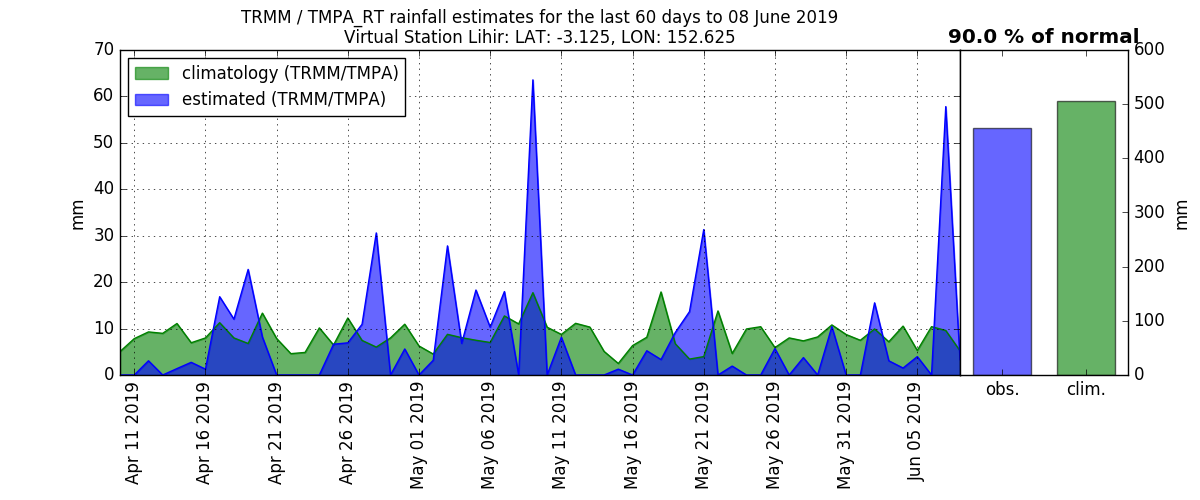 TRMM / TMPA_RT rainfall estimates for the last 60 days to 08 June 2019
Virtual Station Lihir: LAT: -3.125, LON: 152.625
90.0 % of normal
climatology (TRMM/TMPA)
estimated (TRMM/TMPA)
70
60
50
40
30
20
10
0
mm
600
500
400
300
200
100
0
mm
Apr 11 2019
Apr 16 2019
Apr 21 2019
Apr 26 2019
May 01 2019
May 06 2019
May 11 2019
May 16 2019
May 21 2019
May 26 2019
May 31 2019
Jun 05 2019
obs.
clim.